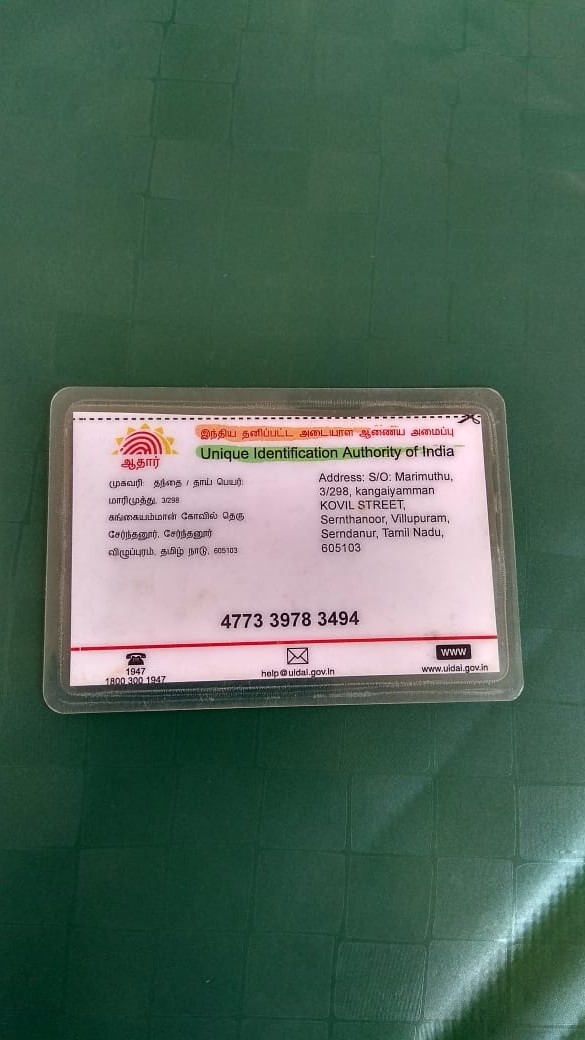 இந்திய தனிப்பட்ட அடையாள ஆணைய அமைப்பு
Unique Identification Authority of India
ஆதார்
முகவரி: தந்தை / தாய் பெயர்:
மாரிமுத்து, 3/298
கங்கையம்மான் கோவில் தெரு
சேர்ந்தனூர், சேர்ந்தனூர்
விழுப்புரம், தமிழ் நாடு, 605103
Address: S/O: Marimuthu,
3/298, kangaiyamman
KOVIL STREET,
Sernthanoor, Villupuram,
Serndanur, Tamil Nadu,
605103
4773 3978 3494
1947
1800 300 1947
help@uidai.gov.in
WWW
www.uidai.gov.in